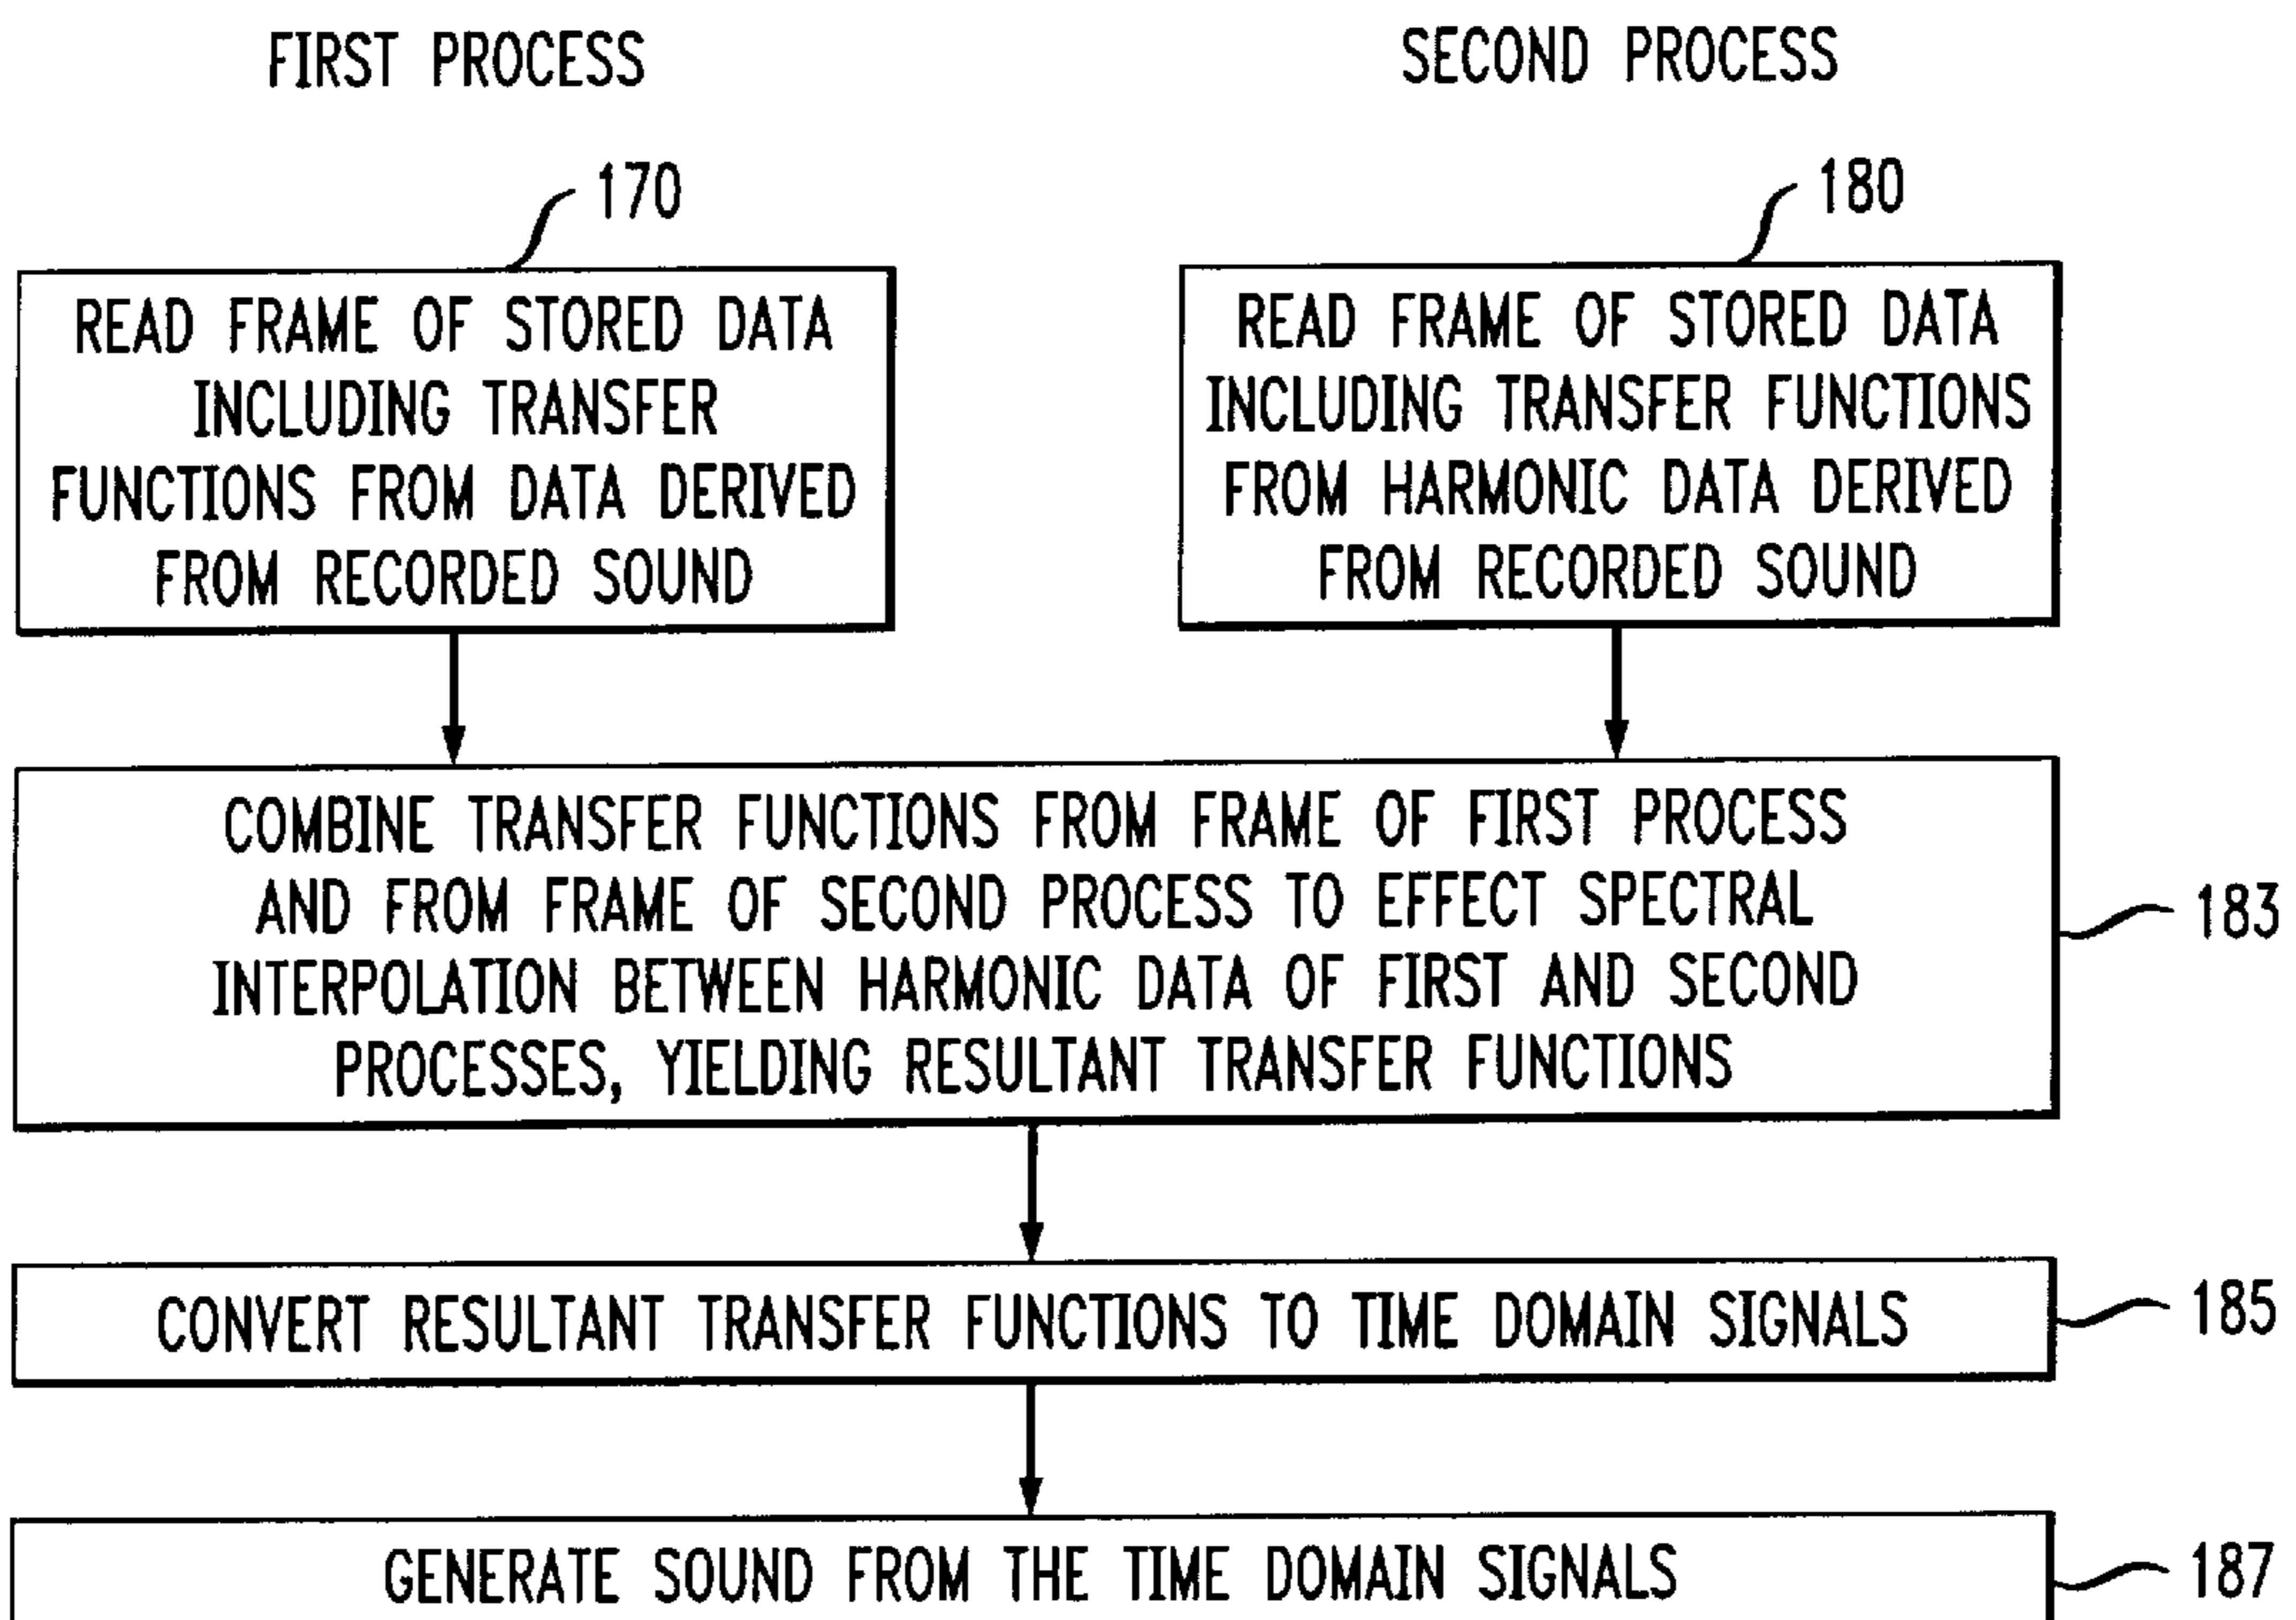 FIRST PROCESS
SECOND PROCESS
170
180
READ FRAME OF STORED DATA
INCLUDING TRANSFER
FUNCTIONS FROM DATA DERIVED
FROM RECORDED SOUND
READ FRAME OF STORED DATA
INCLUDING TRANSFER FUNCTIONS
FROM HARMONIC DATA DERIVED
FROM RECORDED SOUND
COMBINE TRANSFER FUNCTIONS FROM FRAME OF FIRST PROCESS
AND FROM FRAME OF SECOND PROCESS TO EFFECT SPECTRAL
INTERPOLATION BETWEEN HARMONIC DATA OF FIRST AND SECOND
PROCESSES, YIELDING RESULTANT TRANSFER FUNCTIONS
183
CONVERT RESULTANT TRANSFER FUNCTIONS TO TIME DOMAIN SIGNALS
185
GENERATE SOUND FROM THE TIME DOMAIN SIGNALS
187